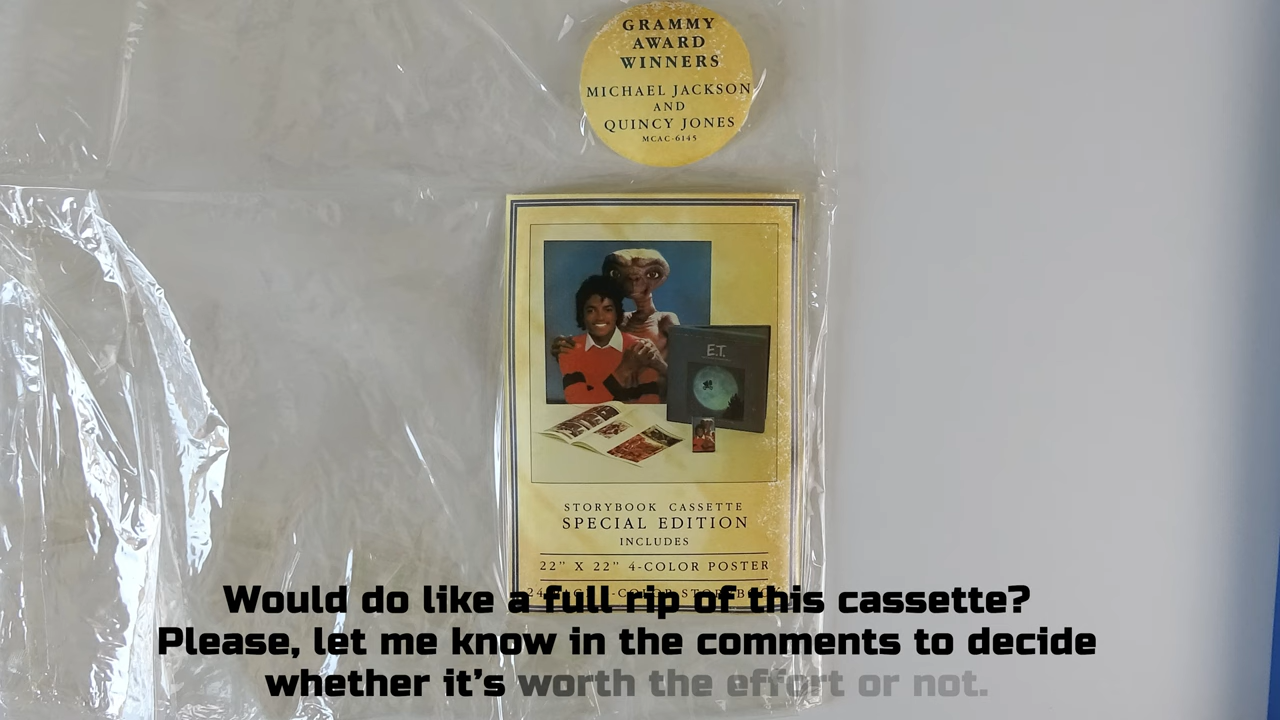 GRAMMY
AWARD
WINNERS
MICHAEL JACKSON
AND
QUINCY JONES
MCAC-6145
E.T.
STORYBOOK CASSETTE
SPECIAL EDITION
INCLUDES
22" X 22" 4-COLOR POSTER
Would do like a full rip of this cassette?
Please, let me know in the comments to decide
whether it's worth the effort or not.